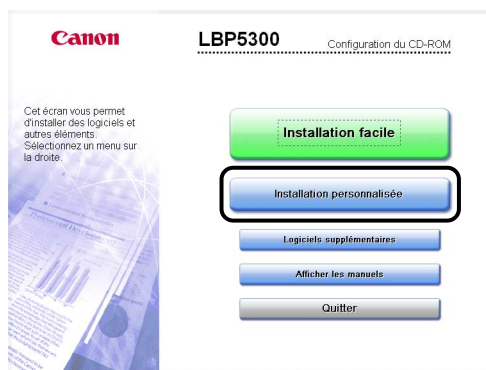 Canon
LBP5300
Configuration du CD-ROM
Cet écran vous permet
d'installer des logiciels et
autres éléments.
Sélectionnez un menu sur
la droite.
Installation facile
Installation personnalisée
Logiciels supplémentaires
Afficher les manuels
Quitter